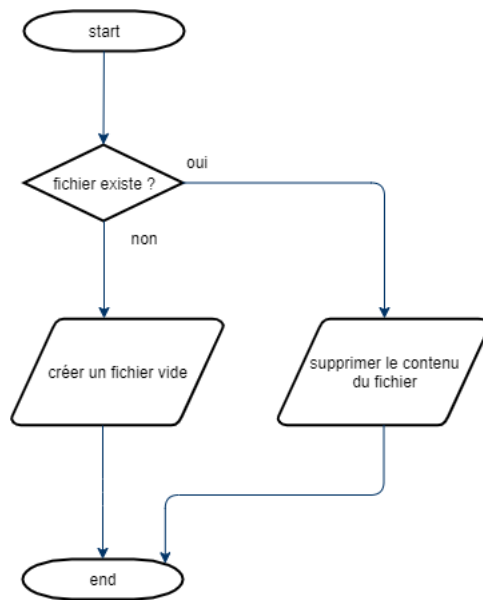 start
oui
fichier existe ?
non
créer un fichier vide
supprimer le contenu
du fichier
end